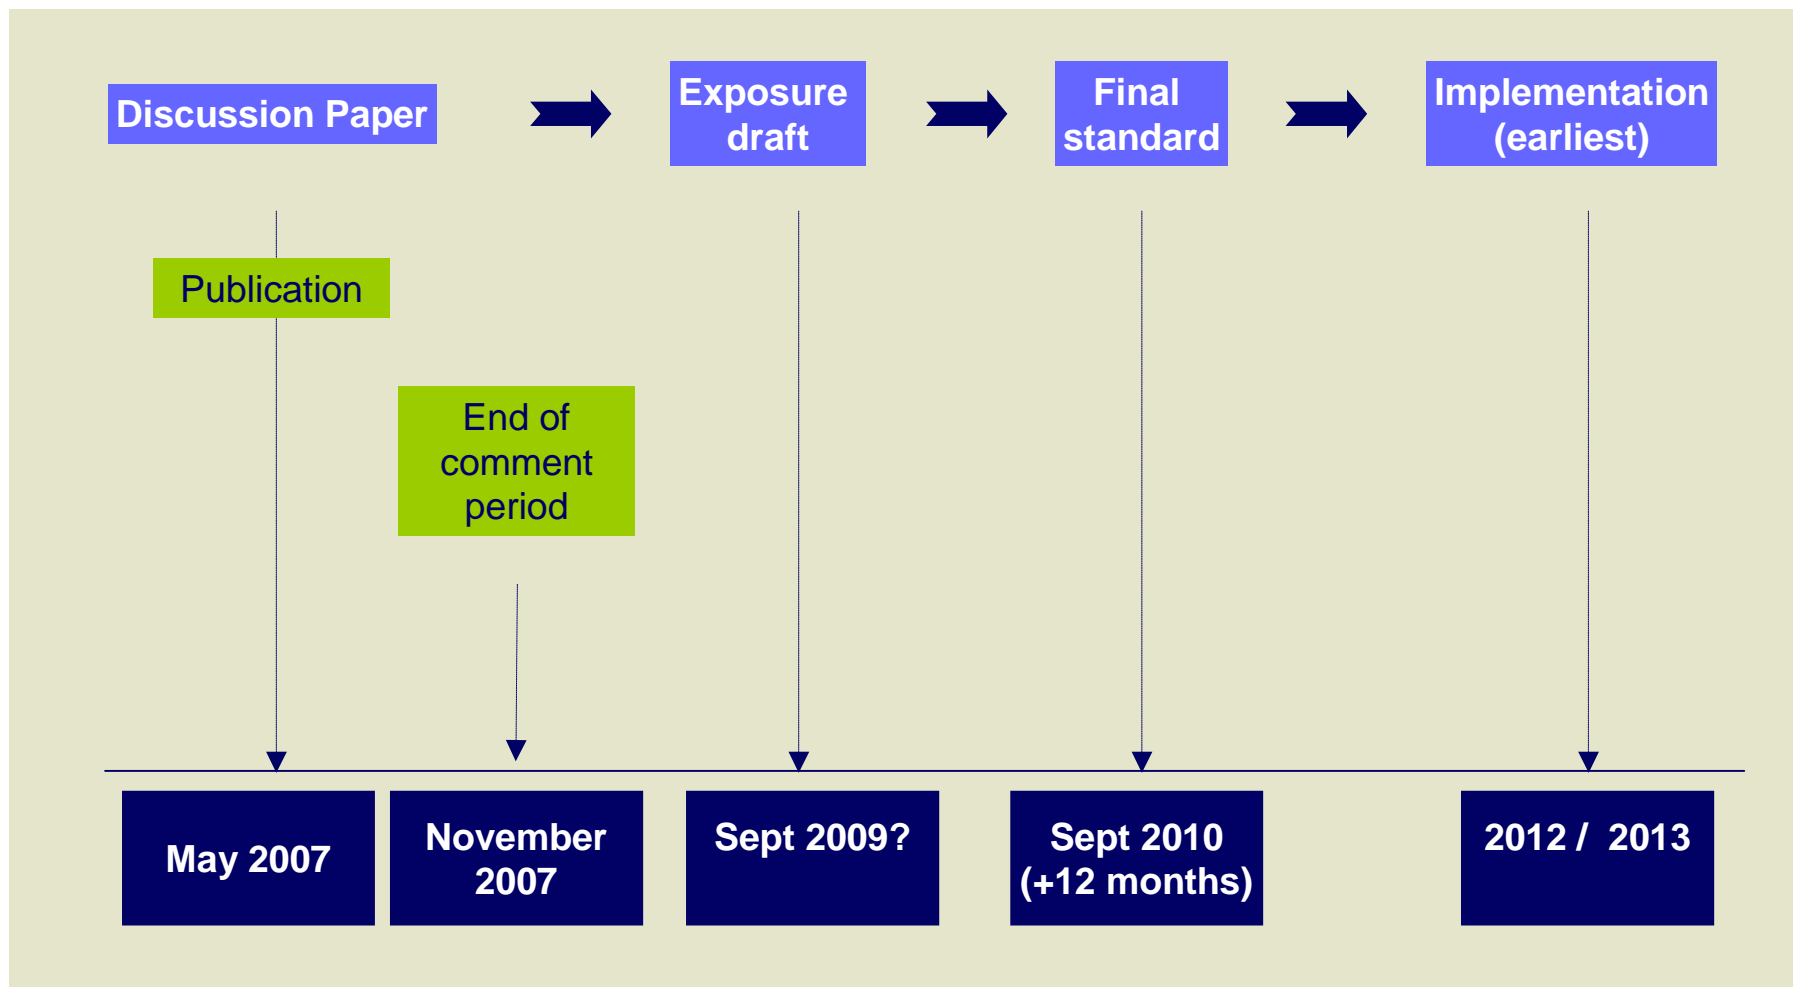 Discussion Paper
Exposure
draft
Final
standard
Implementation
(earliest)
Publication
End of
comment
period
May 2007
November
2007
Sept 2009?
Sept 2010
(+12 months)
2012 / 2013